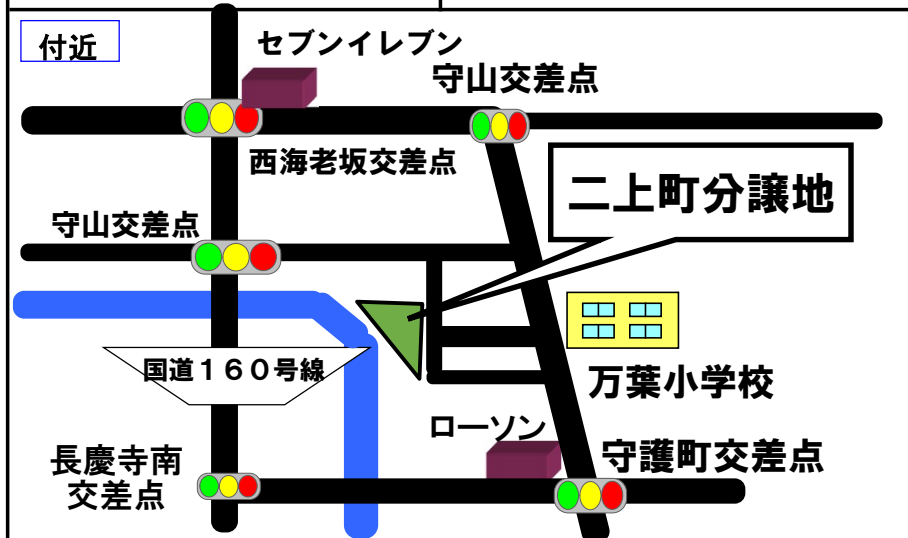 付近
セブンイレブン
守山交差点
西海老坂交差点
二上町分譲地
守山交差点
国道１６０号線
万葉小学校
ローソン
守護町交差点
長慶寺南
交差点